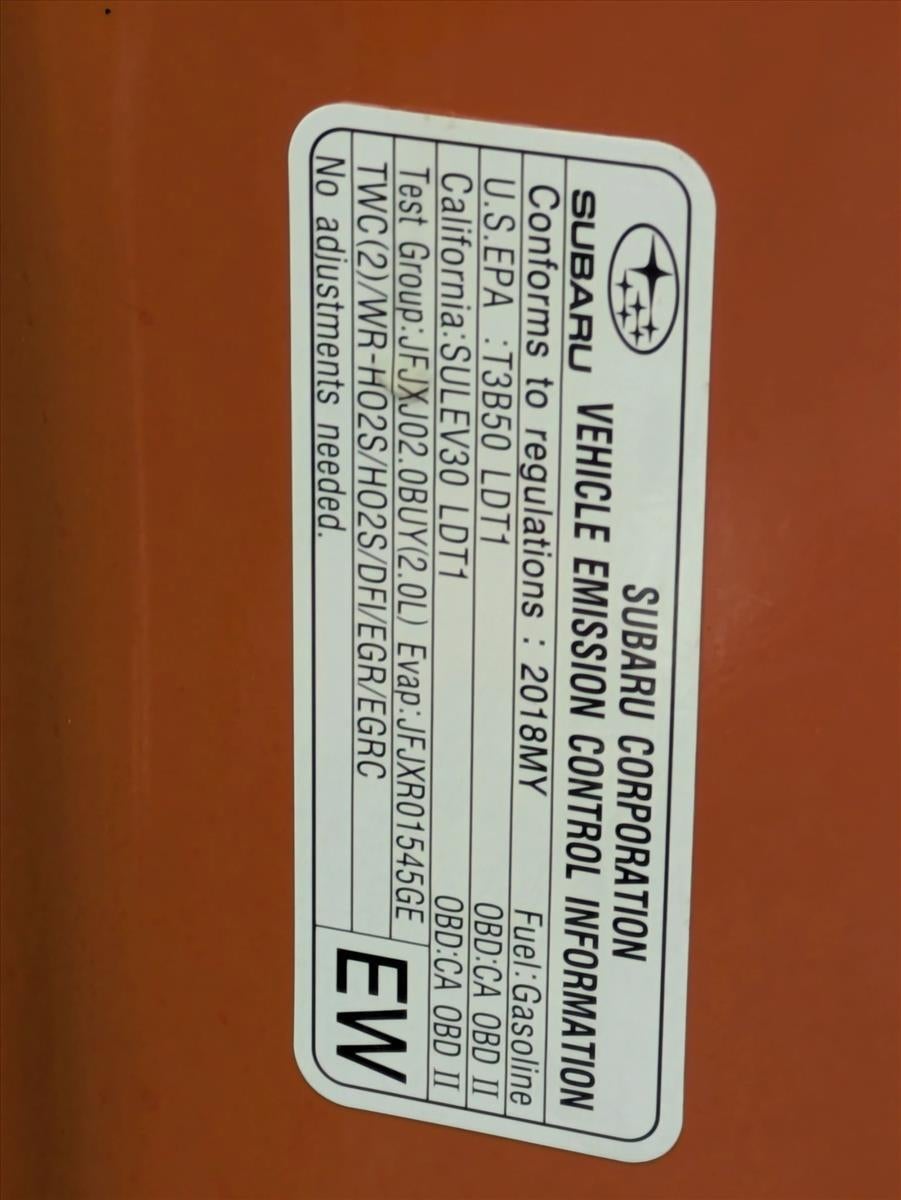 SUBARU CORPORATION
SUBARU VEHICLE EMISSION CONTROL INFORMATION
Conforms to regulations : 2018MY Fuel:Gasoline
U.S.EPA :T3B50 LDT1 OBD:CA OBD II
California:SULEV30 LDT1 OBD:CA OBD II
Test Group:JFJXJ02.0BUY(2.0L) Evap:JFJXR01545GE
TWC(2)/WR-HO2S/HO2S/DFI/EGR/EGRC
No adjustments needed.
EW